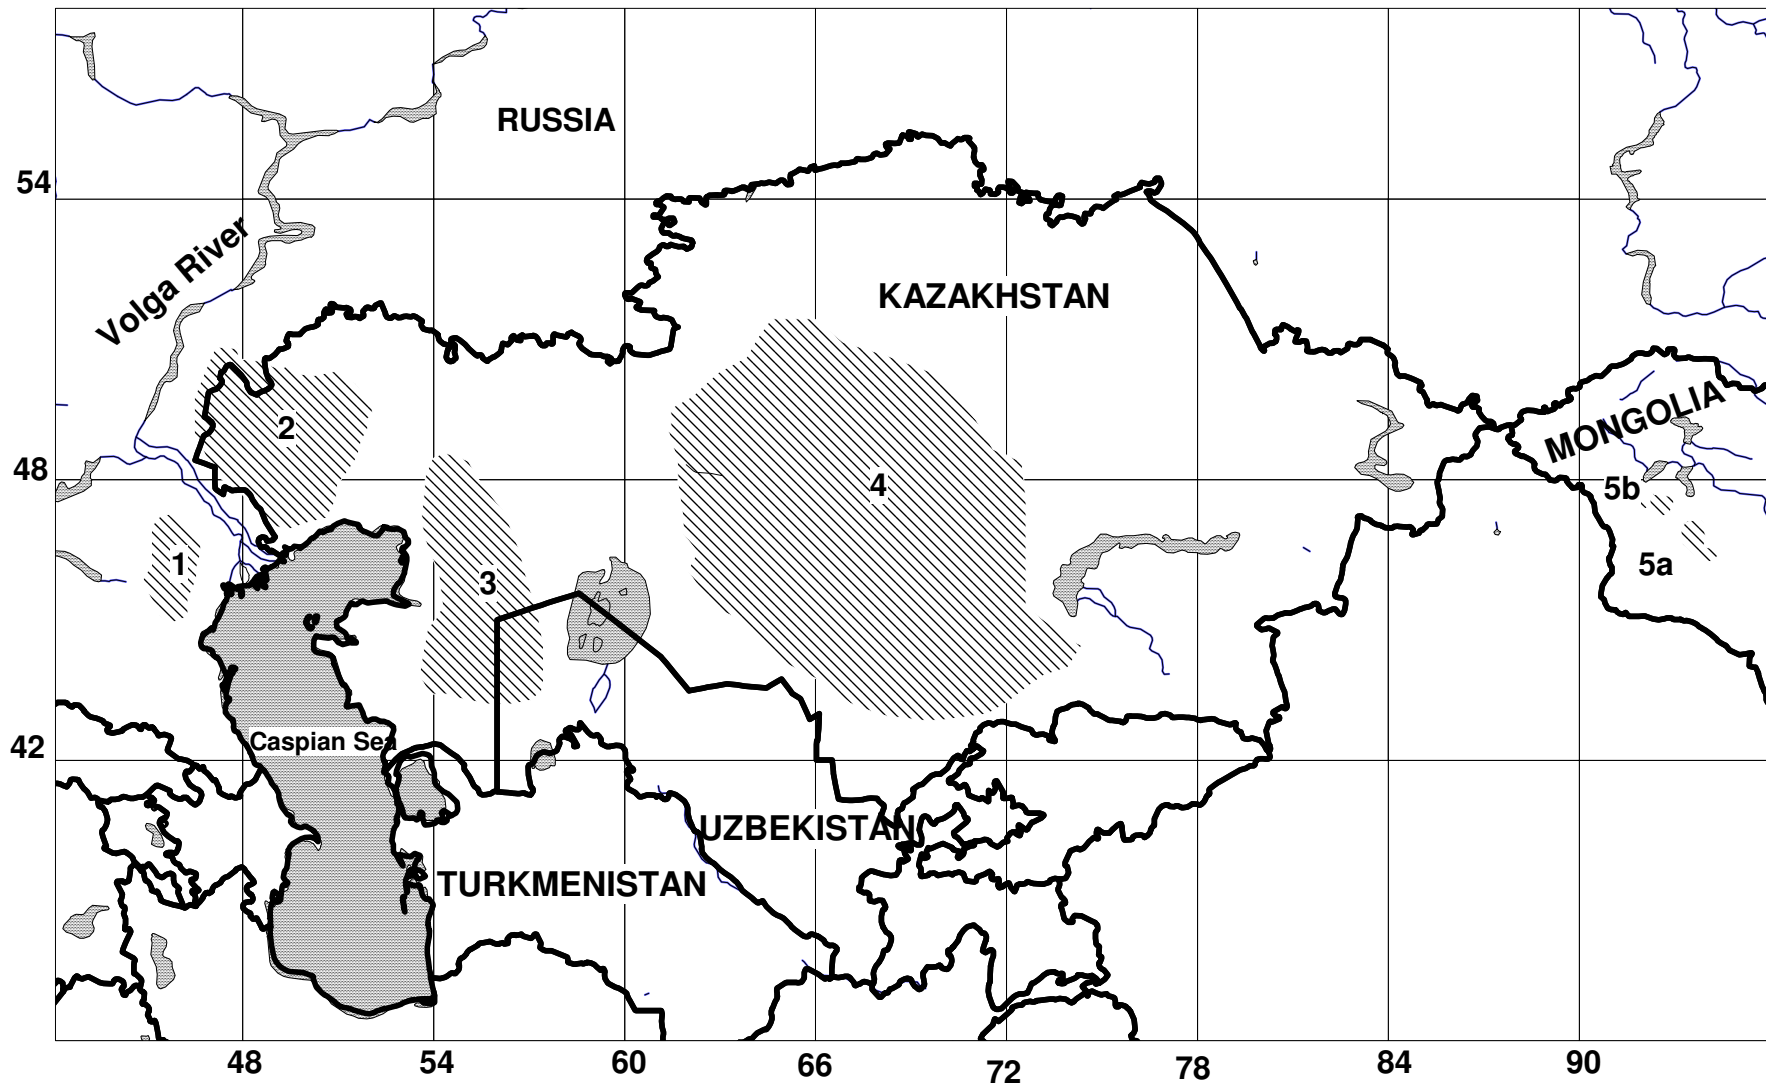 RUSSIA
54
Volga River
KAZAKHSTAN
MONGOLIA
2
48
4
5b
1
3
5a
42
Caspian Sea
UZBEKISTAN
TURKMENISTAN
48 54 60 66 72 78 84 90